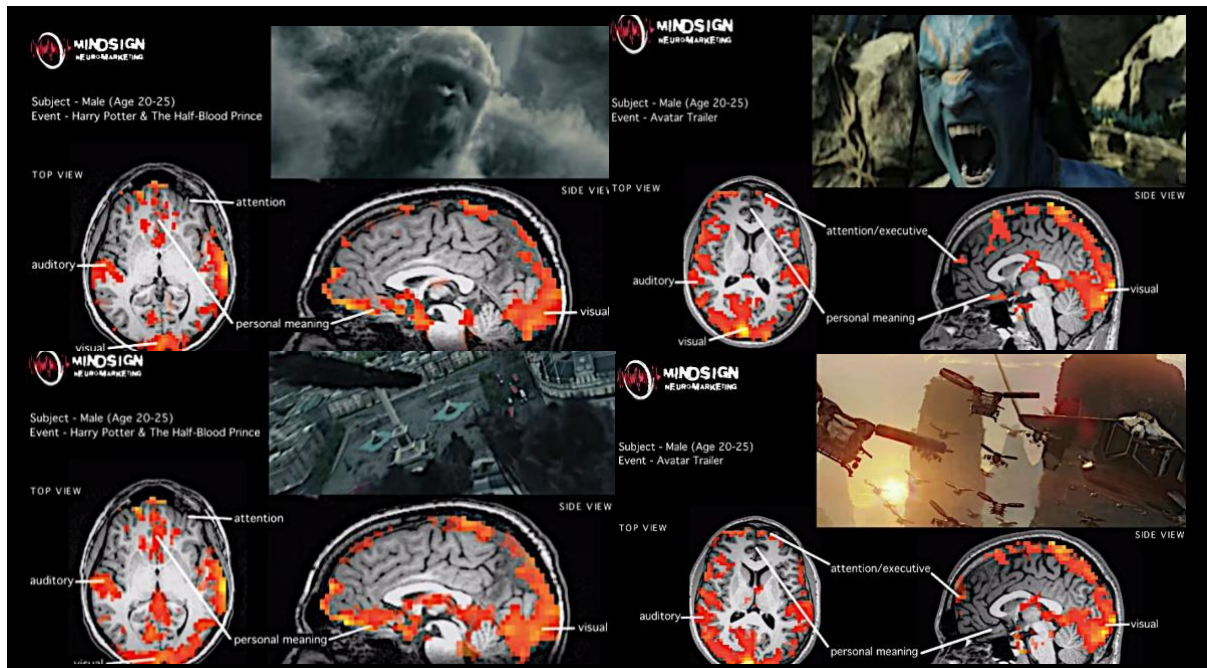 MINDSIGN
NEUROMARKETING
Subject - Male (Age 20-25)
Event - Harry Potter & The Half-Blood Prince
TOP VIEW
SIDE VIEW
attention
auditory
personal meaning
visual
visual
MINDSIGN
NEUROMARKETING
Subject - Male (Age 20-25)
Event - Avatar Trailer
TOP VIEW
SIDE VIEW
attention/executive
auditory
visual
personal meaning
visual
MINDSIGN
NEUROMARKETING
Subject - Male (Age 20-25)
Event - Harry Potter & The Half-Blood Prince
TOP VIEW
SIDE VIEW
attention
auditory
visual
personal meaning
visual
MINDSIGN
NEUROMARKETING
Subject - Male (Age 20-25)
Event - Avatar Trailer
TOP VIEW
SIDE VIEW
attention/executive
auditory
visual
personal meaning